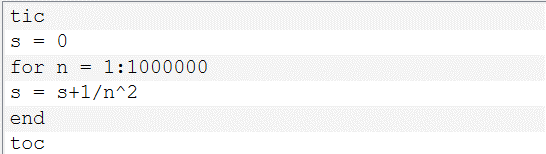 tic
s = 0
for n = 1:1000000
s = s+1/n^2
end
toc